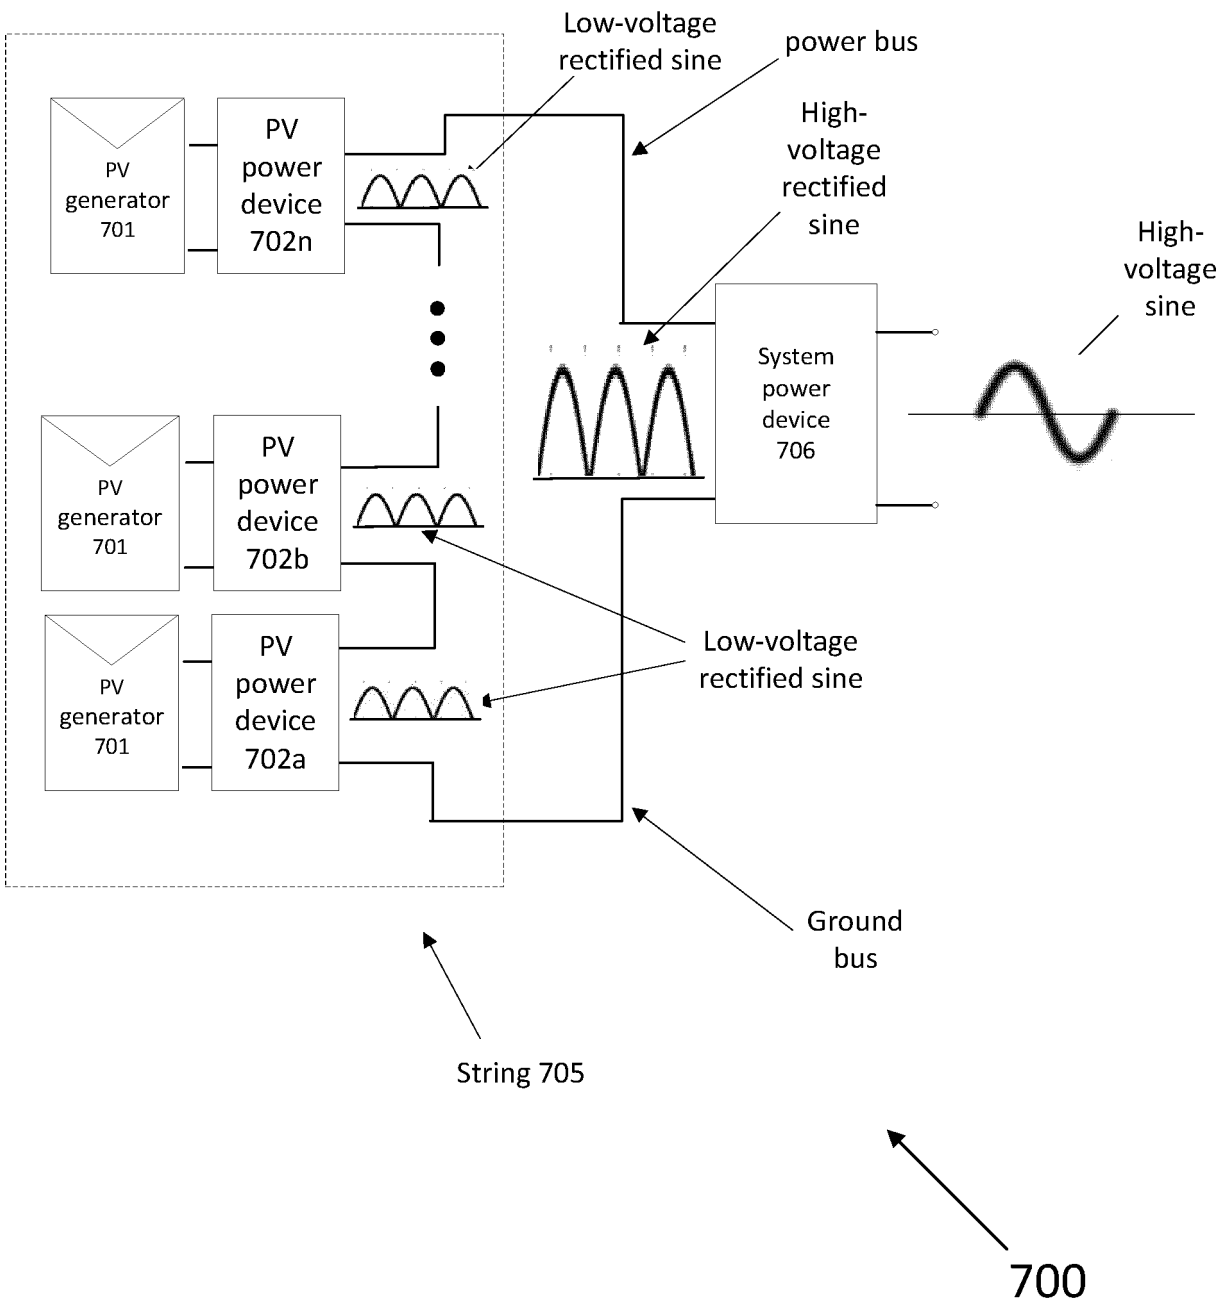 Low-voltage
rectified sine
power bus
High-
voltage
rectified
sine
High-
voltage
sine
PV
generator
701
PV
power
device
702n
System
power
device
706
PV
generator
701
PV
power
device
702b
PV
generator
701
PV
power
device
702a
Low-voltage
rectified sine
Ground
bus
String 705
700